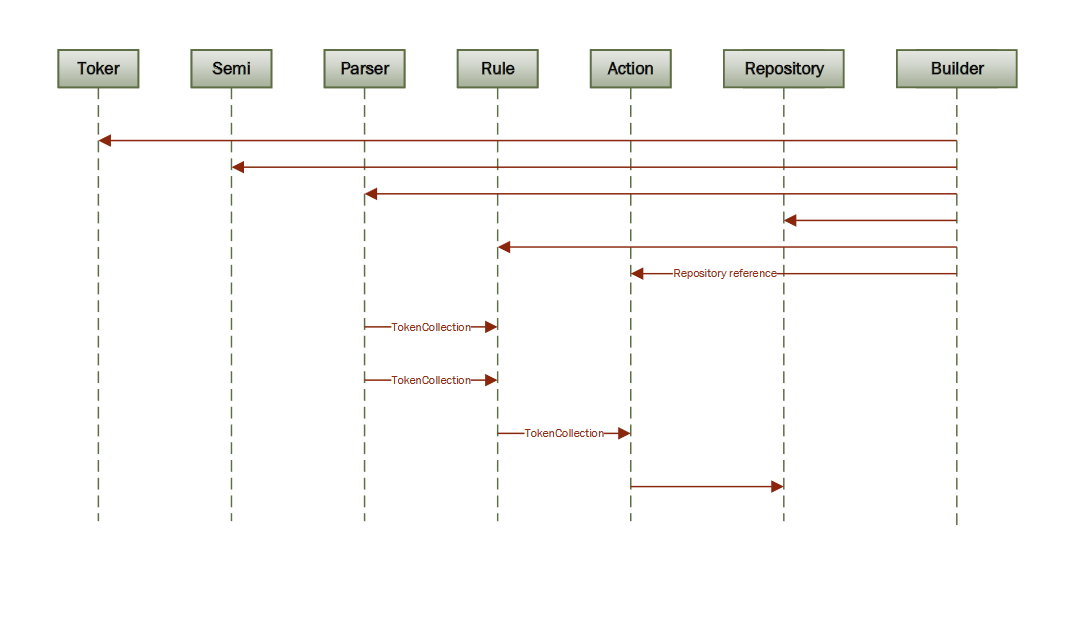 Toker
Semi
Parser
Rule
Action
Repository
Builder
Repository reference
TokenCollection
TokenCollection
TokenCollection